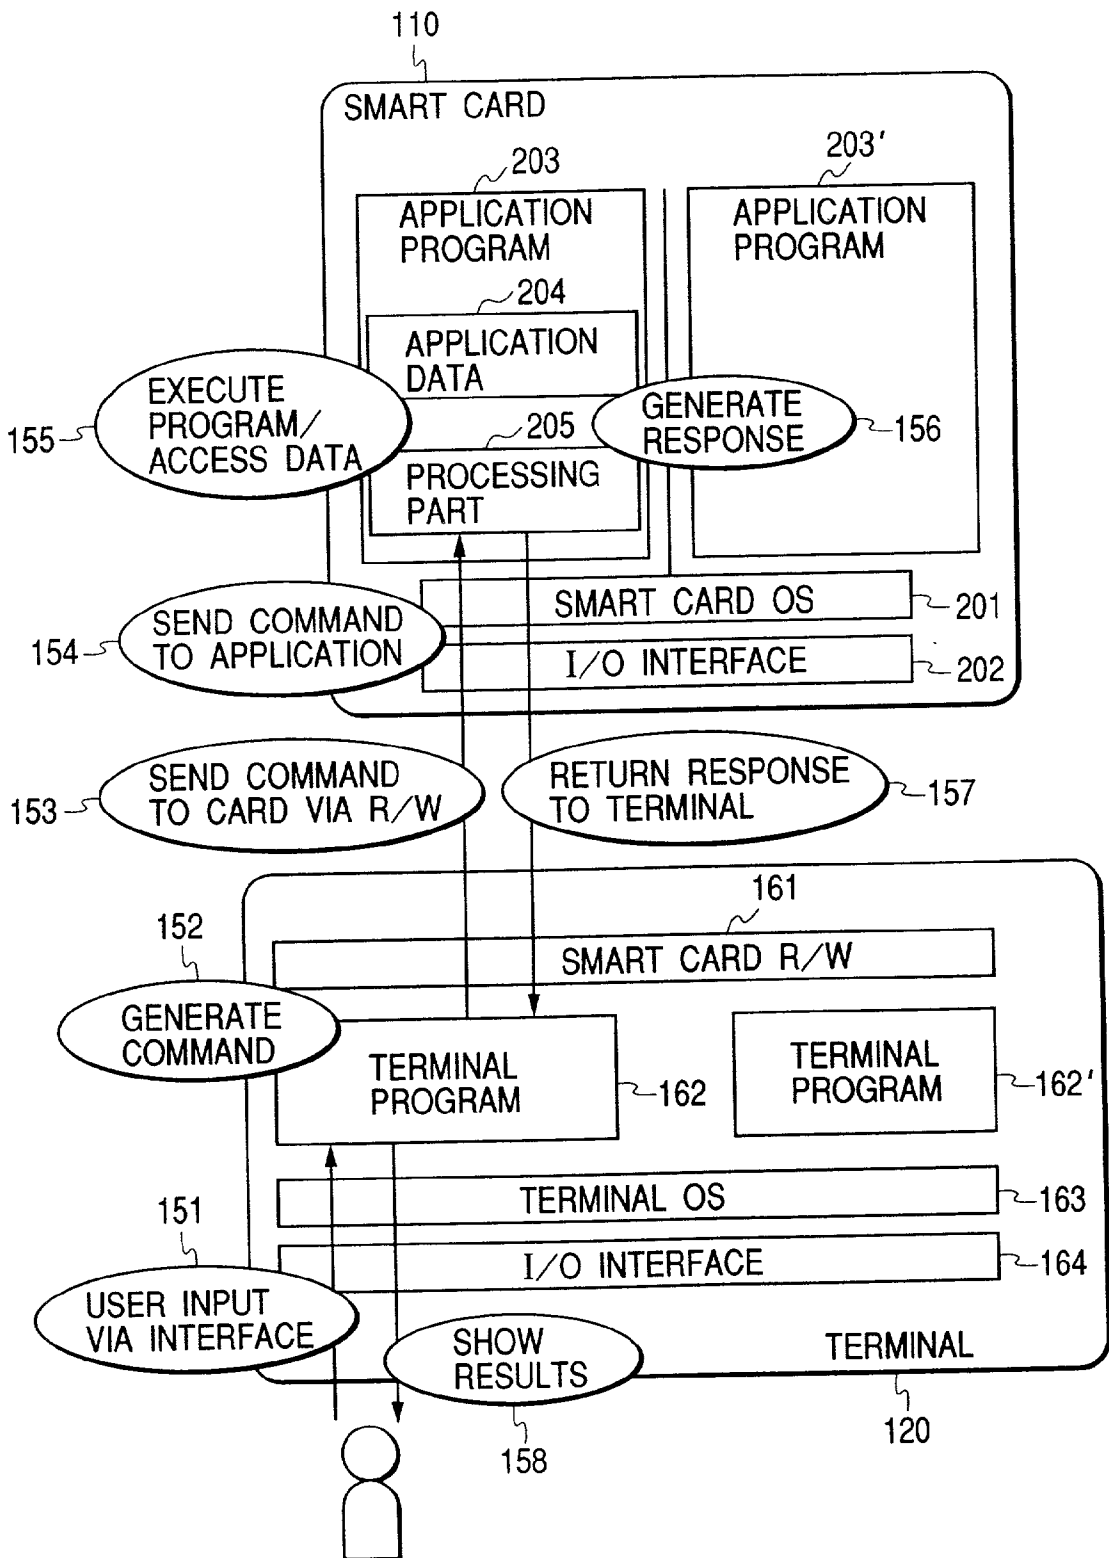 110
SMART CARD
203
203'
APPLICATION
PROGRAM
APPLICATION
PROGRAM
204
APPLICATION
DATA
EXECUTE
PROGRAM/
ACCESS DATA
155
GENERATE
RESPONSE
156
205
PROCESSING
PART
SMART CARD OS
201
SEND COMMAND
TO APPLICATION
154
I/O INTERFACE
202
SEND COMMAND
TO CARD VIA R/W
153
RETURN RESPONSE
TO TERMINAL
157
161
152
SMART CARD R/W
GENERATE
COMMAND
TERMINAL
PROGRAM
162
TERMINAL
PROGRAM
162'
TERMINAL OS
163
151
I/O INTERFACE
164
USER INPUT
VIA INTERFACE
SHOW
RESULTS
TERMINAL
158
120